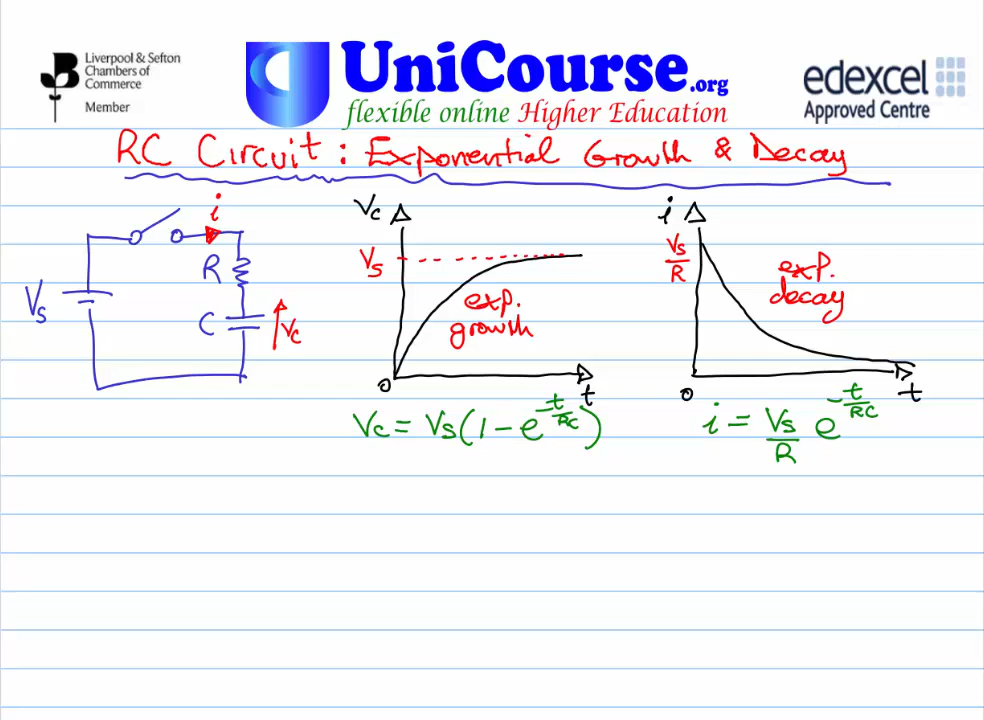 Liverpool & Sefton
Chambers of
Commerce
Member
UniCourse.org
flexible online Higher Education
edexcel
Approved Centre
RC Circuit : Exponential Growth & Decay
i
R
Vs
C
Vc
Vc
Vs
exp.
growth
0
t
Vc = Vs(1 - e^-t/RC)
i
Vs/R
exp.
decay
0
t
i = Vs/R e^-t/RC